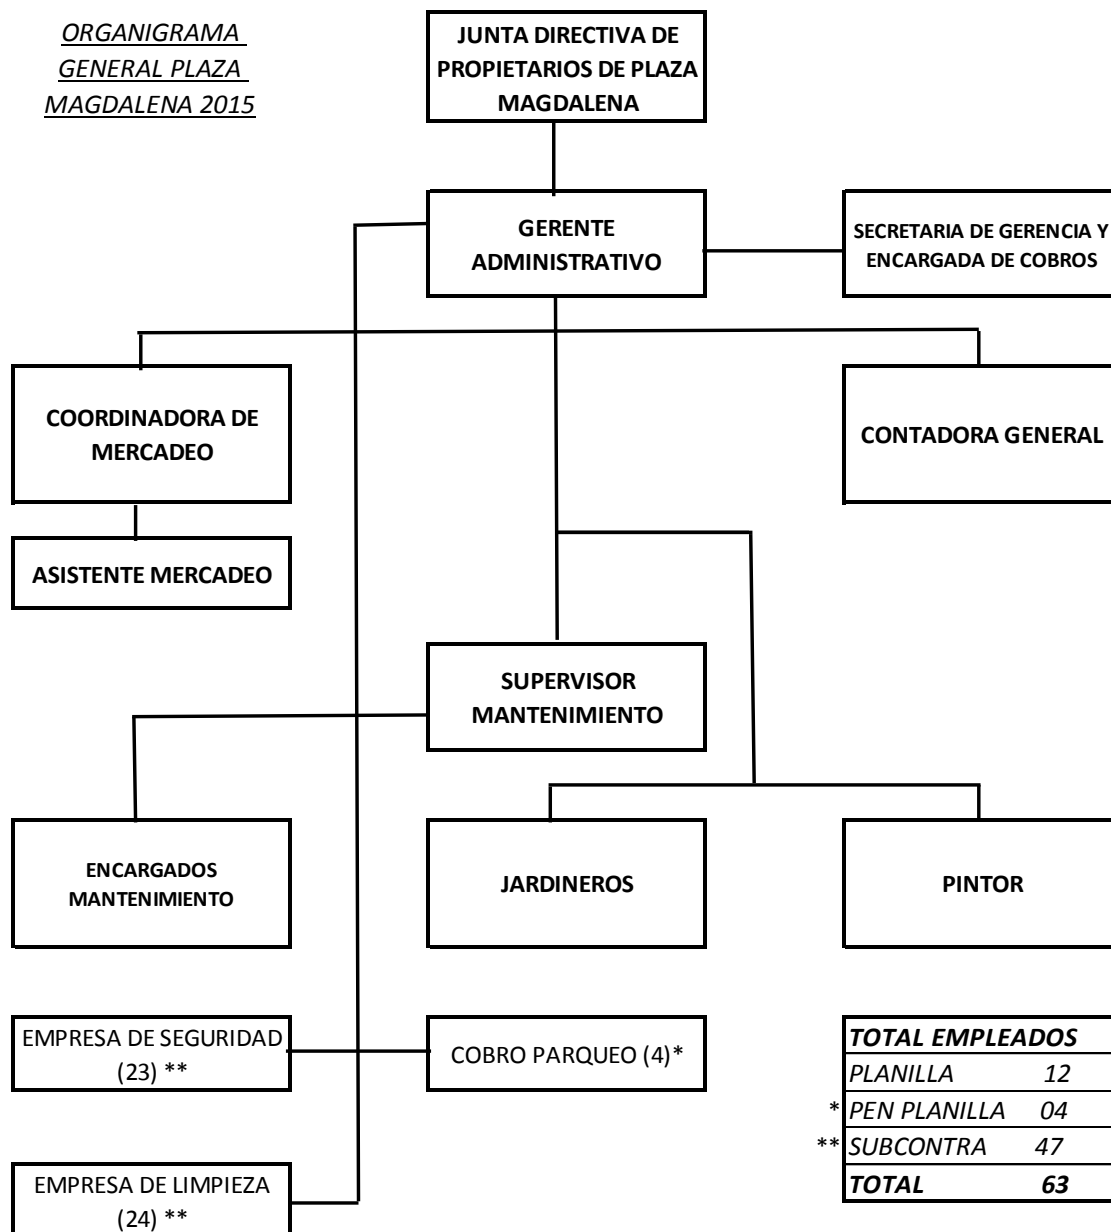 ORGANIGRAMA
GENERAL PLAZA
MAGDALENA 2015
JUNTA DIRECTIVA DE
PROPIETARIOS DE PLAZA
MAGDALENA
GERENTE
ADMINISTRATIVO
SECRETARIA DE GERENCIA Y
ENCARGADA DE COBROS
COORDINADORA DE
MERCADEO
CONTADORA GENERAL
ASISTENTE MERCADEO
SUPERVISOR
MANTENIMIENTO
ENCARGADOS
MANTENIMIENTO
JARDINEROS
PINTOR
EMPRESA DE SEGURIDAD
(23) **
COBRO PARQUEO (4)*
EMPRESA DE LIMPIEZA
(24) **
TOTAL EMPLEADOS
PLANILLA 12
* PEN PLANILLA 04
** SUBCONTRA 47
TOTAL 63